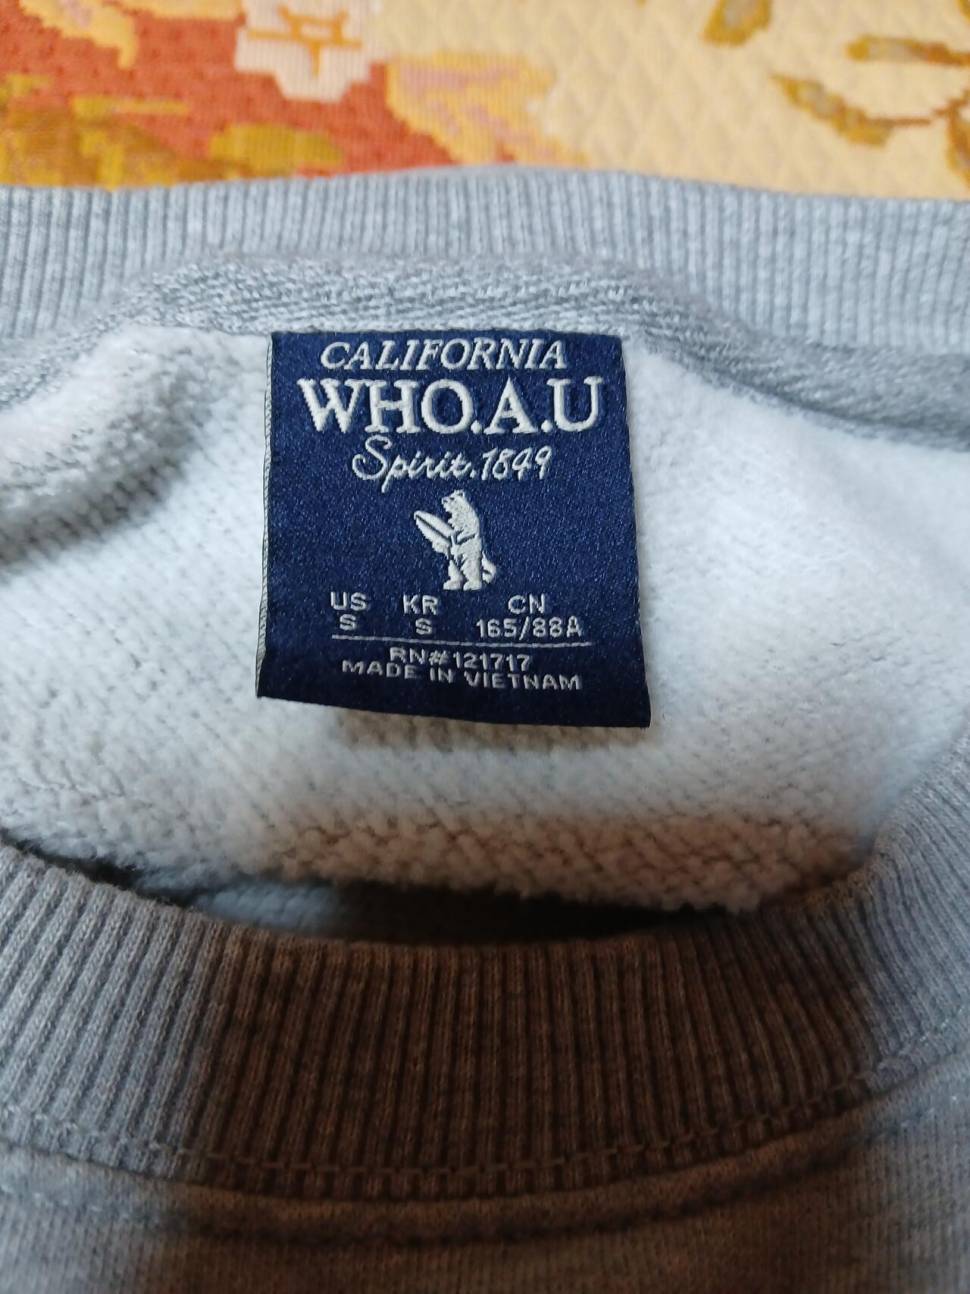 CALIFORNIA
WHO.A.U
Spirit.1849
US KR CN
S S 165/88A
RN#121717
MADE IN VIETNAM